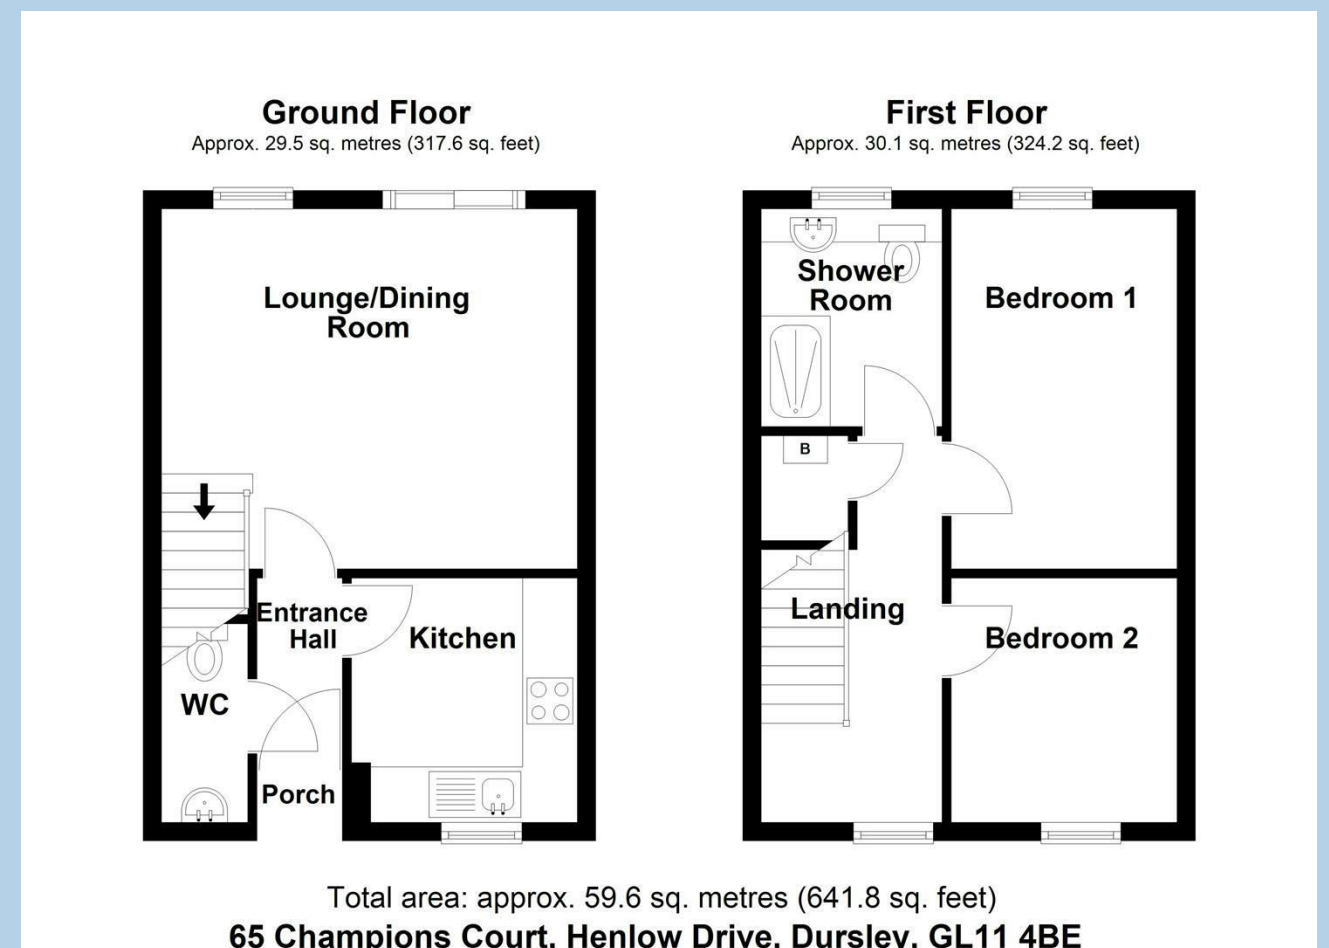 Ground Floor
Approx. 29.5 sq. metres (317.6 sq. feet)
Lounge/Dining
Room
Entrance
Hall
Kitchen
WC
Porch
First Floor
Approx. 30.1 sq. metres (324.2 sq. feet)
Shower
Room
Bedroom 1
B
Landing
Bedroom 2
Total area: approx. 59.6 sq. metres (641.8 sq. feet)
65 Champions Court, Henlow Drive, Dursley, GL11 4BE